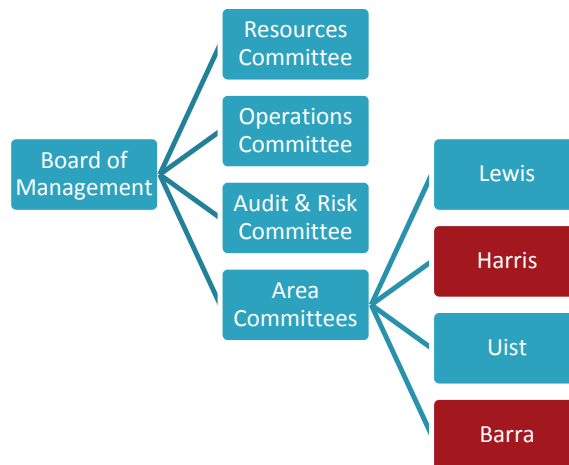 Board of
Management
Resources
Committee
Operations
Committee
Audit & Risk
Committee
Area
Committees
Lewis
Harris
Uist
Barra